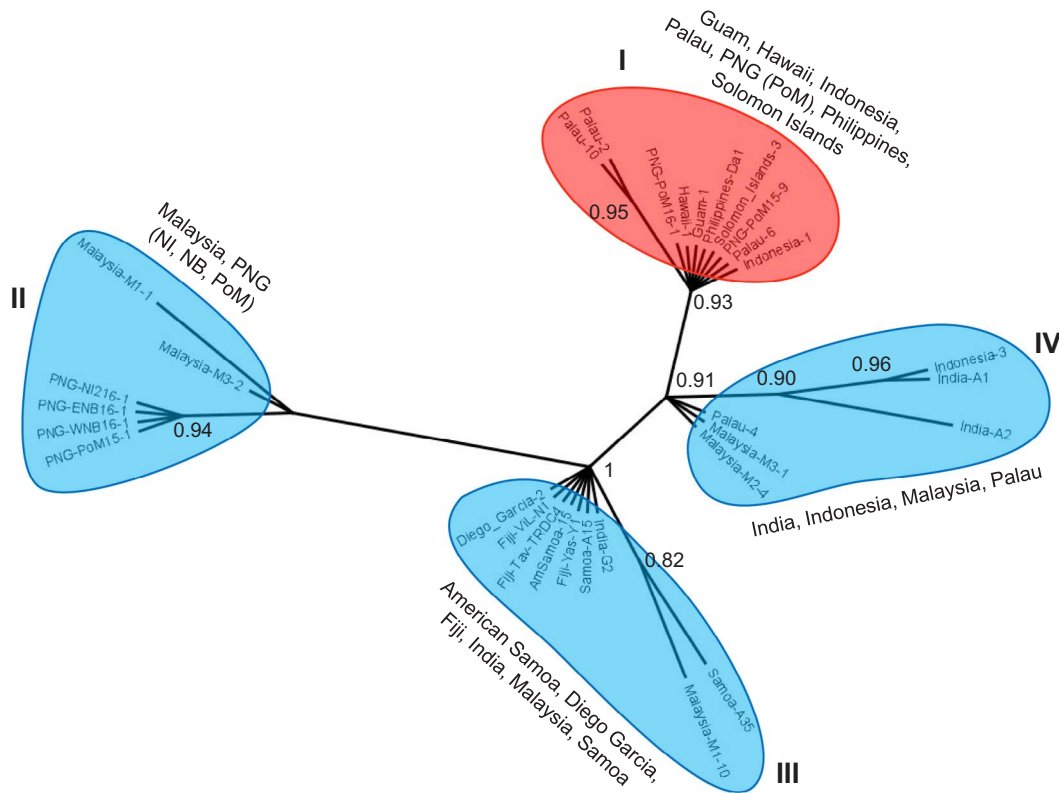 Guam, Hawaii, Indonesia,
Palau, PNG (PoM), Philippines,
Solomon Islands
I
Palau-2
Palau-10
PNG-PoM16-1
Hawaii-1
Guam-1
Philippines-Da1
Solomon_Islands-3
PNG-PoM15-9
Palau-6
Indonesia-1
0.95
0.93
Malaysia, PNG
(NI, NB, PoM)
II
Malaysia-M1-1
Malaysia-M3-2
PNG-NI216-1
PNG-ENB16-1
PNG-WNB16-1
PNG-PoM15-1
0.94
IV
0.91
0.90
0.96
Indonesia-3
India-A1
India-A2
Palau-4
Malaysia-M3-1
Malaysia-M2-4
India, Indonesia, Malaysia, Palau
1
Diego_Garcia-2
Fiji-ViL-N1
Fiji-Tav-TRDC4
AmSamoa-15
Fiji-Yas-Y1
Samoa-A15
India-G2
0.82
Samoa-A35
Malaysia-M1-10
American Samoa, Diego Garcia,
Fiji, India, Malaysia, Samoa
III